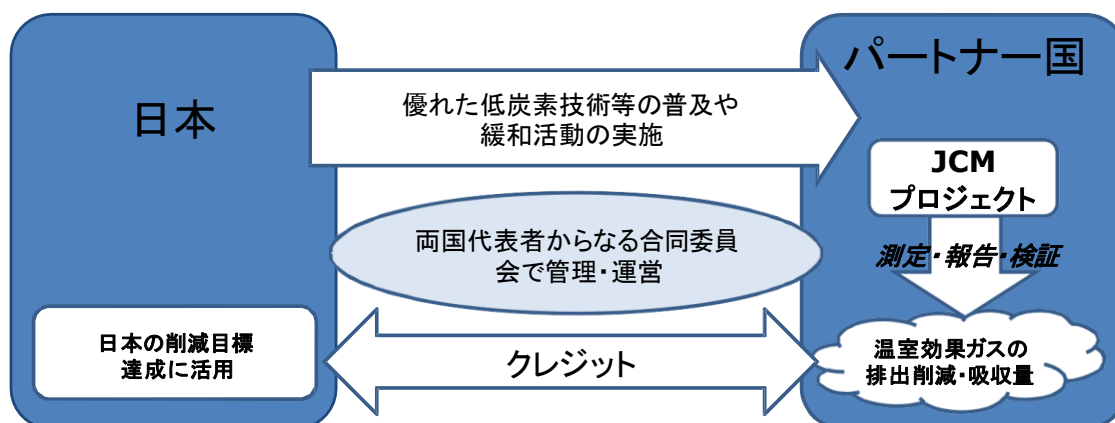 日本
優れた低炭素技術等の普及や
緩和活動の実施
パートナー国
JCM
プロジェクト
測定・報告・検証
両国代表者からなる合同委員
会で管理・運営
日本の削減目標
達成に活用
クレジット
温室効果ガスの
排出削減・吸収量